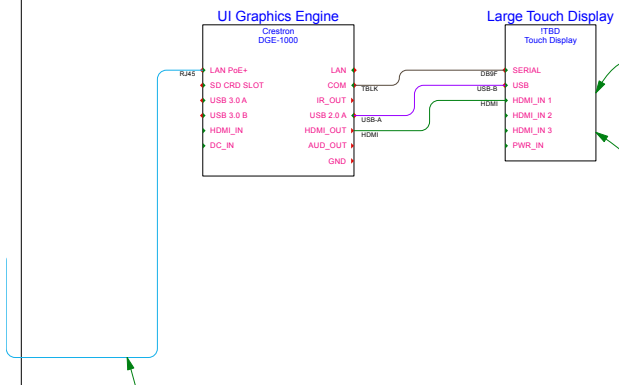 UI Graphics Engine
Crestron
DGE-1000
RJ45
LAN PoE+
SD CRD SLOT
USB 3.0 A
USB 3.0 B
HDMI_IN
DC_IN
LAN
COM
IR_OUT
USB 2.0 A
HDMI_OUT
AUD_OUT
GND
TBLK
USB-A
HDMI
Large Touch Display
!TBD
Touch Display
DB9F
USB-B
HDMI
SERIAL
USB
HDMI_IN 1
HDMI_IN 2
HDMI_IN 3
PWR_IN